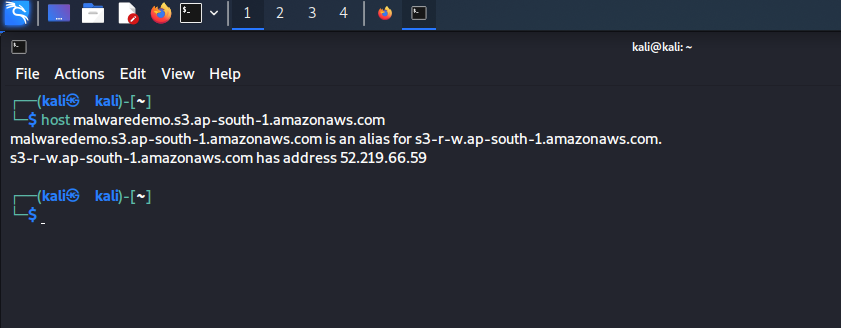 1 2 3 4
kali@kali: ~
File Actions Edit View Help
┌──(kali㉿kali)-[~]
└─$ host malwaredemo.s3.ap-south-1.amazonaws.com
malwaredemo.s3.ap-south-1.amazonaws.com is an alias for s3-r-w.ap-south-1.amazonaws.com.
s3-r-w.ap-south-1.amazonaws.com has address 52.219.66.59
┌──(kali㉿kali)-[~]
└─$